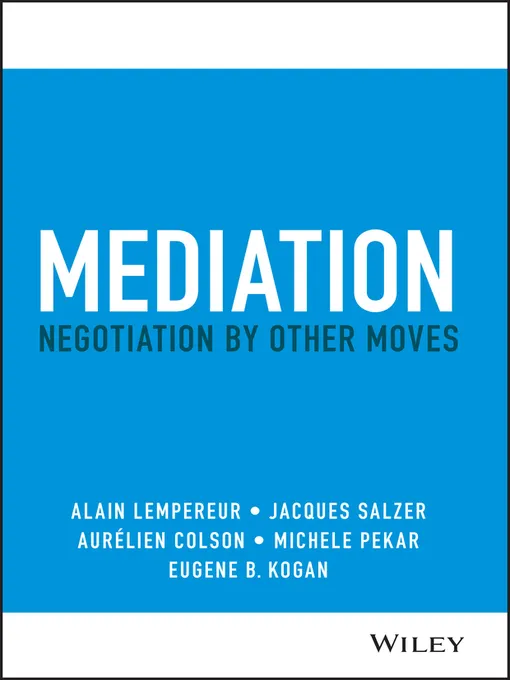 MEDIATION
NEGOTIATION BY OTHER MOVES
ALAIN LEMPEREUR • JACQUES SALZER
AURÉLIEN COLSON • MICHELE PEKAR
EUGENE B. KOGAN
WILEY